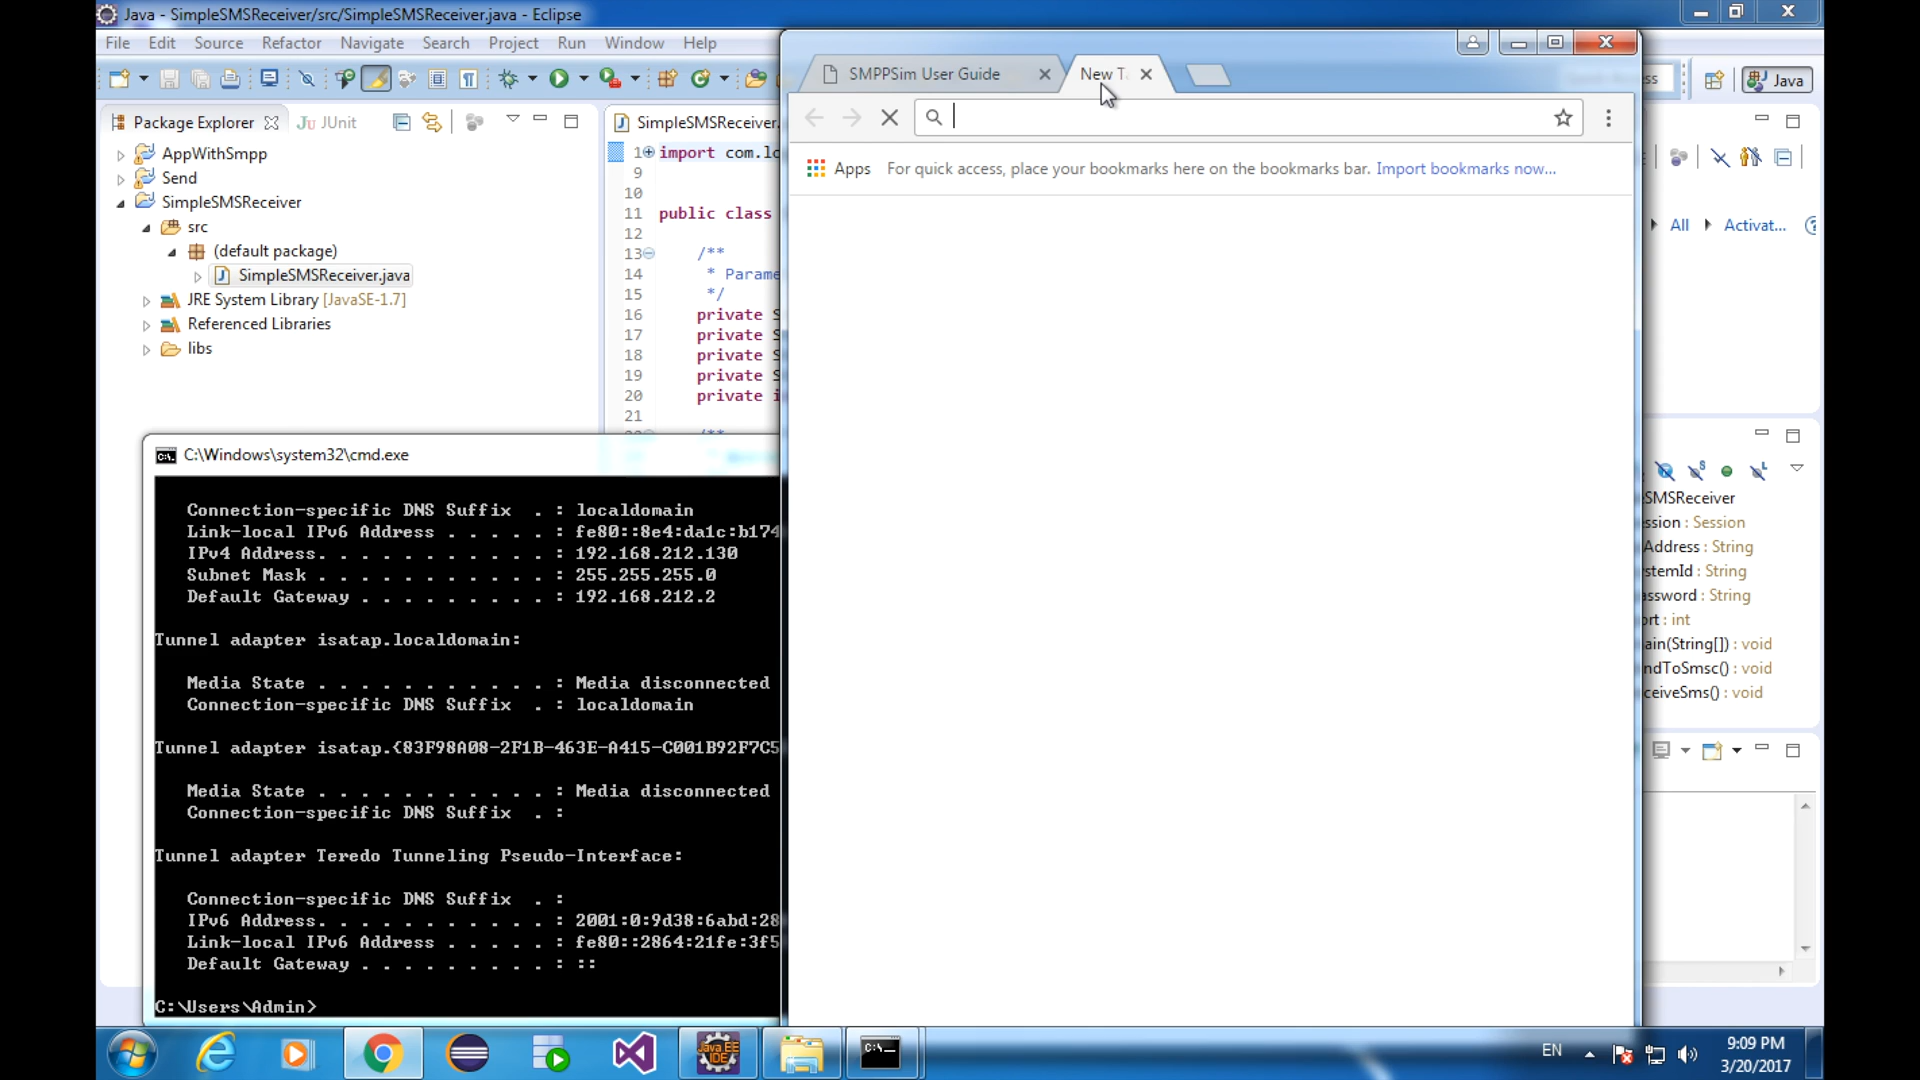 Java - SimpleSMSReceiver/src/SimpleSMSReceiver.java - Eclipse
File Edit Source Refactor Navigate Search Project Run Window Help
Java
Package Explorer JUnit
AppWithSmpp
Send
SimpleSMSReceiver
src
(default package)
SimpleSMSReceiver.java
JRE System Library [JavaSE-1.7]
Referenced Libraries
libs
SimpleSMSReceiver.
1 import com.lo
9
10
11 public class
12
13 /**
14 * Parame
15 */
16 private S
17 private S
18 private S
19 private S
20 private i
21
SMPPSim User Guide
New T
Apps For quick access, place your bookmarks here on the bookmarks bar. Import bookmarks now...
All Activat...
SMSReceiver
ession : Session
Address : String
stemId : String
assword : String
ort : int
ain(String[]) : void
ndToSmsc() : void
ceiveSms() : void
C:\Windows\system32\cmd.exe
Connection-specific DNS Suffix . : localdomain
Link-local IPv6 Address . . . . . : fe80::8e4:da1c:b174
IPv4 Address. . . . . . . . . . . : 192.168.212.130
Subnet Mask . . . . . . . . . . . : 255.255.255.0
Default Gateway . . . . . . . . . : 192.168.212.2
Tunnel adapter isatap.localdomain:
Media State . . . . . . . . . . . : Media disconnected
Connection-specific DNS Suffix . : localdomain
Tunnel adapter isatap.{83F98A08-2F1B-463E-A415-C001B92F7C5
Media State . . . . . . . . . . . : Media disconnected
Connection-specific DNS Suffix . :
Tunnel adapter Teredo Tunneling Pseudo-Interface:
Connection-specific DNS Suffix . :
IPv6 Address. . . . . . . . . . . : 2001:0:9d38:6abd:28
Link-local IPv6 Address . . . . . : fe80::2864:21fe:3f5
Default Gateway . . . . . . . . . : ::
C:\Users\Admin>
Java EE
IDE
EN
9:09 PM
3/20/2017